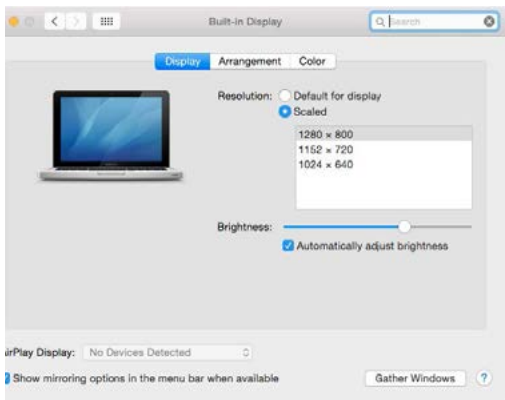 Built-in Display
Search
Display Arrangement Color
Resolution: Default for display
Scaled
1280 × 800
1152 × 720
1024 × 640
Brightness:
Automatically adjust brightness
irPlay Display: No Devices Detected
Show mirroring options in the menu bar when available
Gather Windows ?